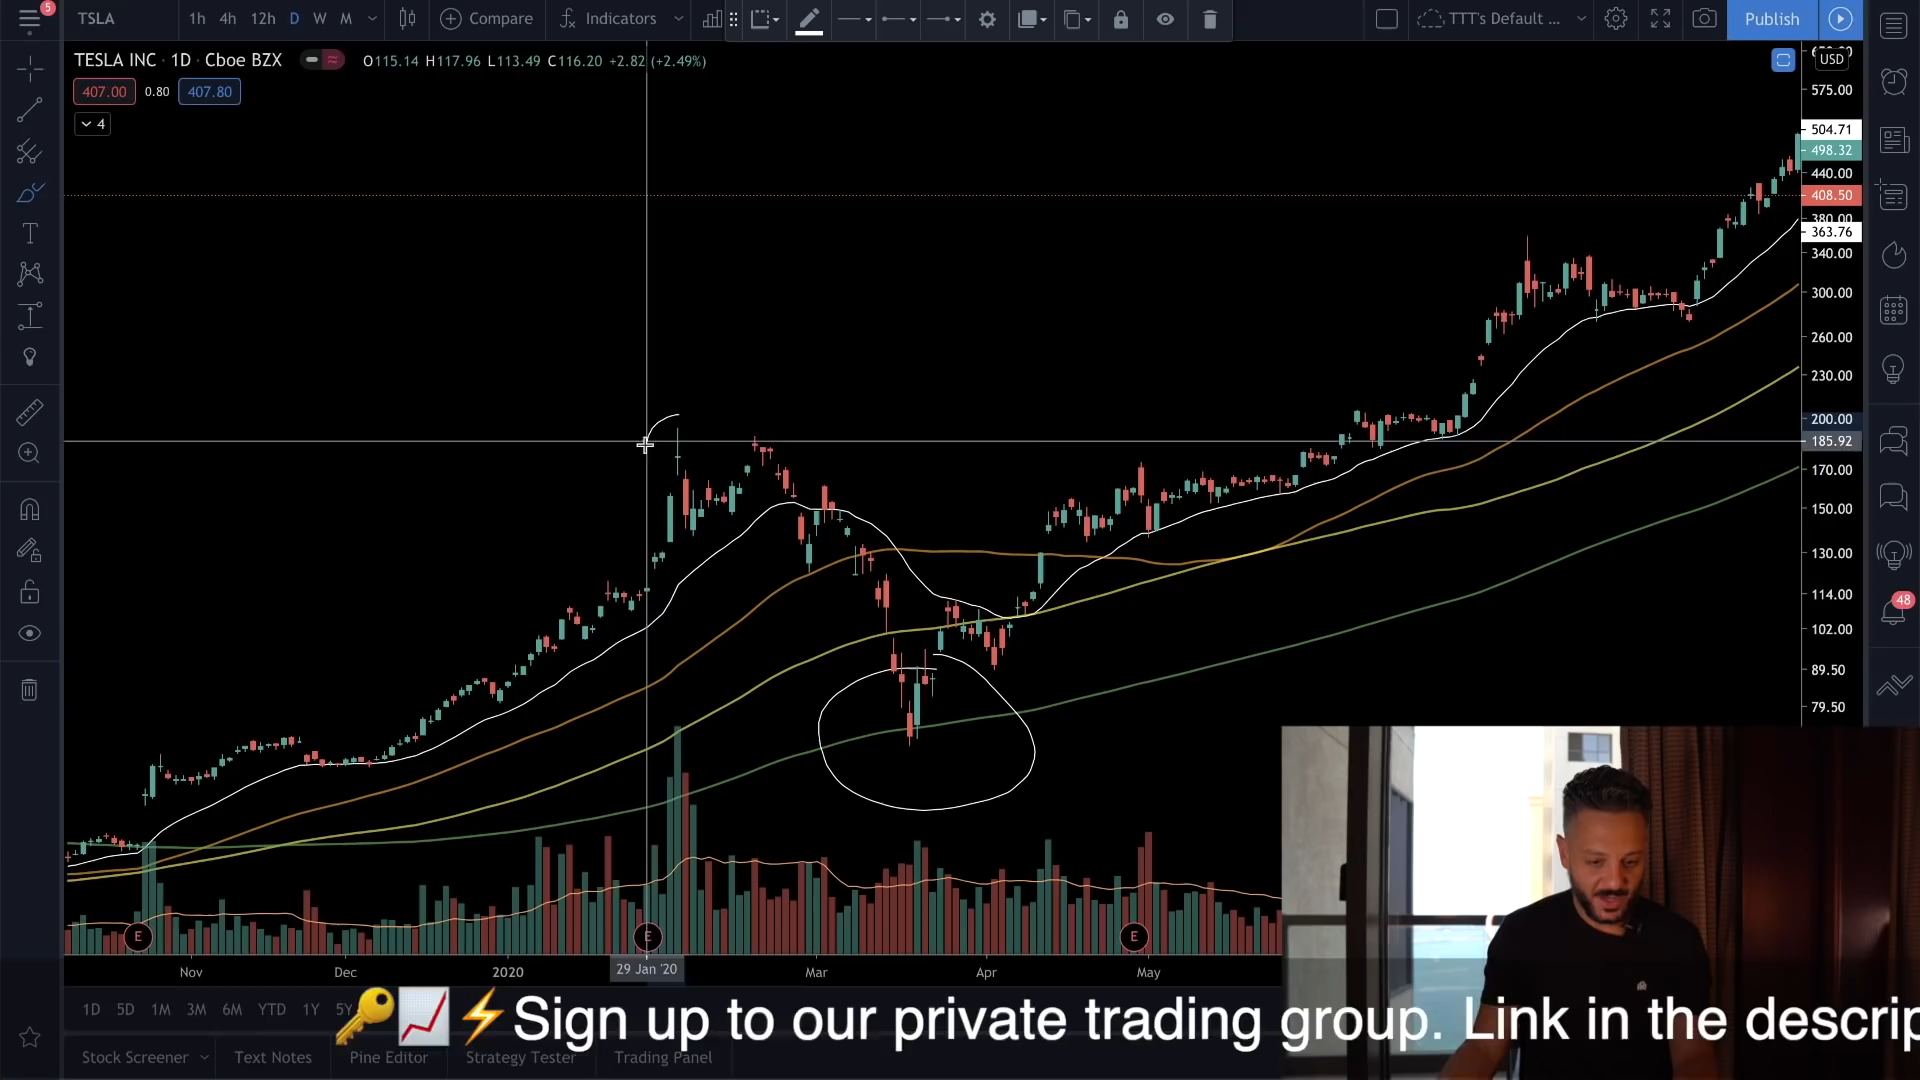 5
TSLA
1h 4h 12h D W M
Compare
Indicators
TTT's Default ...
Publish
TESLA INC · 1D · Cboe BZX
O115.14 H117.96 L113.49 C116.20 +2.82 (+2.49%)
407.00 0.80 407.80
4
USD
575.00
504.71
498.32
440.00
408.50
380.00
363.76
340.00
300.00
260.00
230.00
200.00
185.92
170.00
150.00
130.00
114.00
102.00
89.50
79.50
48
E E E
Nov Dec 2020 29 Jan '20 Mar Apr May
1D 5D 1M 3M 6M YTD 1Y 5Y
Sign up to our private trading group. Link in the descrip
Stock Screener Text Notes Pine Editor Strategy Tester Trading Panel